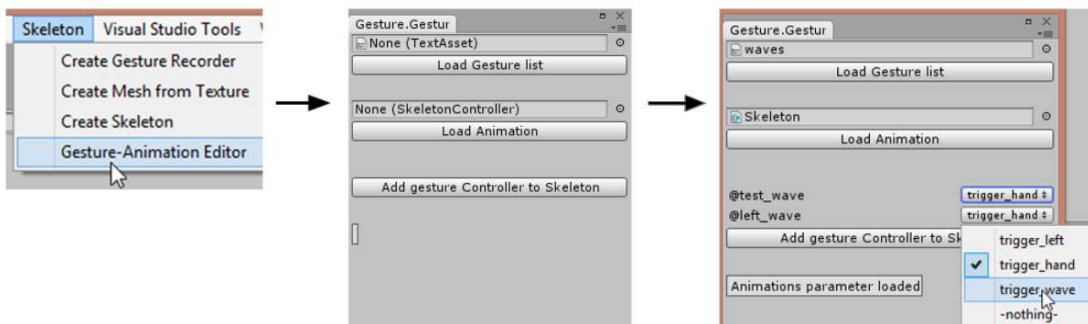 Skeleton Visual Studio Tools
Create Gesture Recorder
Create Mesh from Texture
Create Skeleton
Gesture-Animation Editor
Gesture.Gestur
None (TextAsset)
Load Gesture list
None (SkeletonController)
Load Animation
Add gesture Controller to Skeleton
Gesture.Gestur
waves
Load Gesture list
Skeleton
Load Animation
@test_wave trigger_hand
@left_wave trigger_hand
Add gesture Controller to Sk
Animations parameter loaded
trigger_left
trigger_hand
trigger_wave
-nothing-